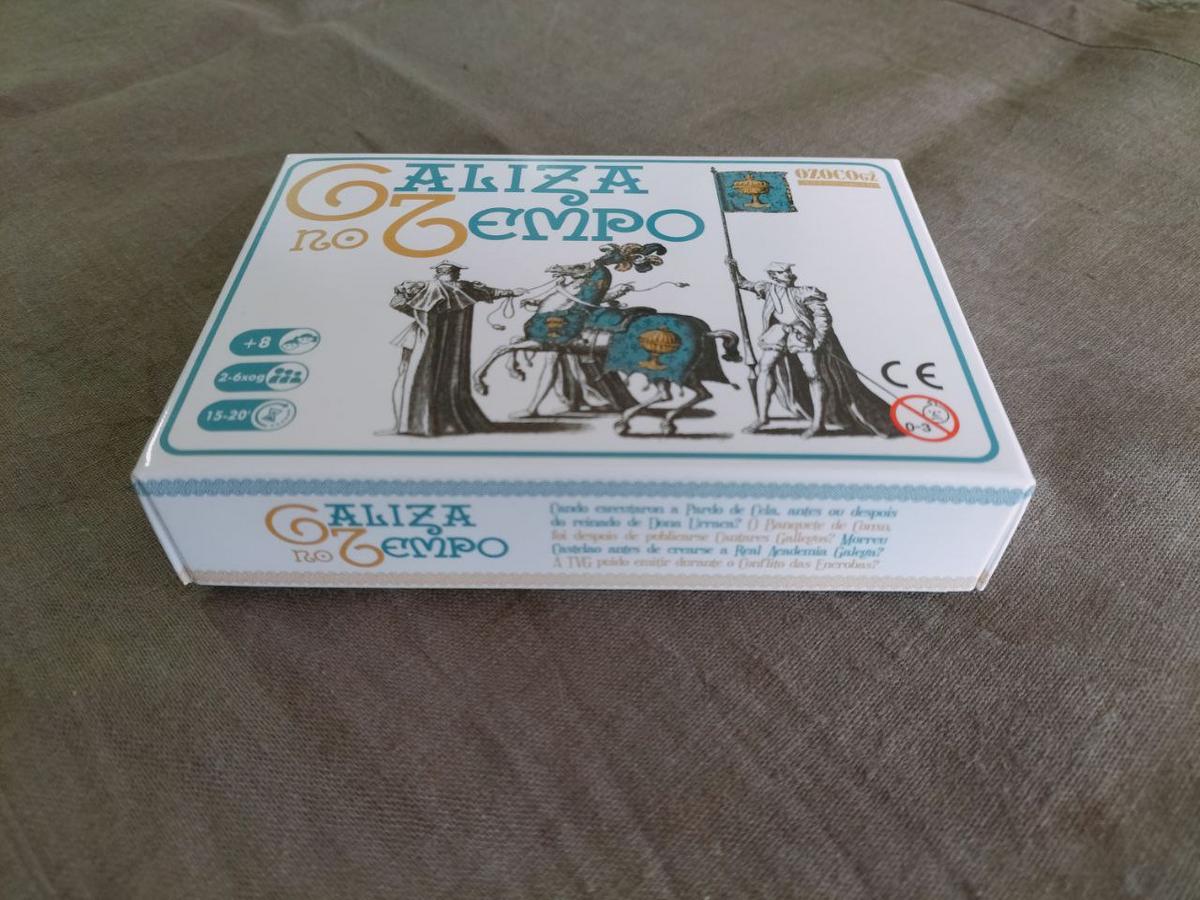 GALIZA
NO TEMPO
OZOCOGZ
+8
2-6xog
15-20'
CE
0-3
GALIZA
NO TEMPO
Cando executaron a Pardo de Cela, antes ou despois
do reinado de Dona Urraca? O Banquete de Conxo,
foi despois de publicarse Cantares Gallegos? Morreu
Castelao antes de crearse a Real Academia Galega?
A TVG puido emitir durante o Conflito das Encrobas?